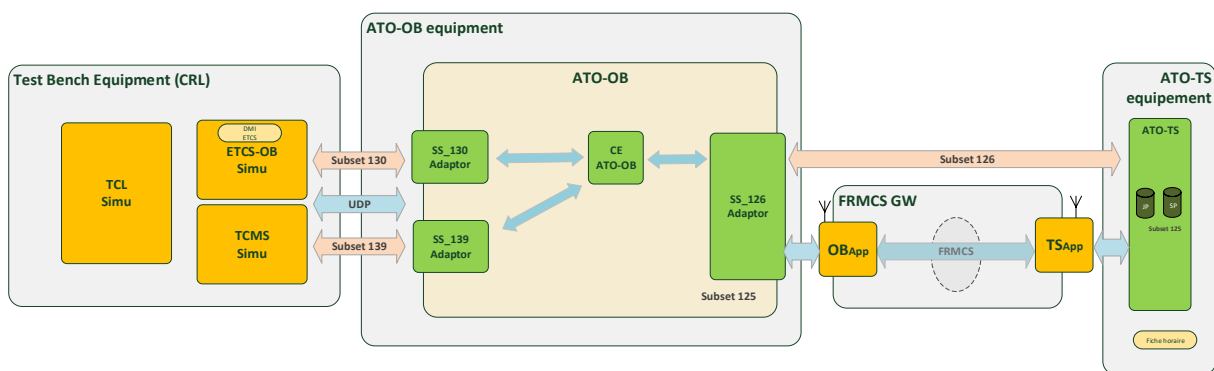 Test Bench Equipment (CRL)
TCL
Simu
DMI
ETCS
ETCS-OB
Simu
TCMS
Simu
Subset 130
UDP
Subset 139
ATO-OB equipment
ATO-OB
SS_130
Adaptor
SS_139
Adaptor
CE
ATO-OB
SS_126
Adaptor
Subset 125
Subset 126
FRMCS GW
OBApp
FRMCS
TSApp
ATO-TS
equipement
ATO-TS
JP
SP
Subset 125
Fiche horaire